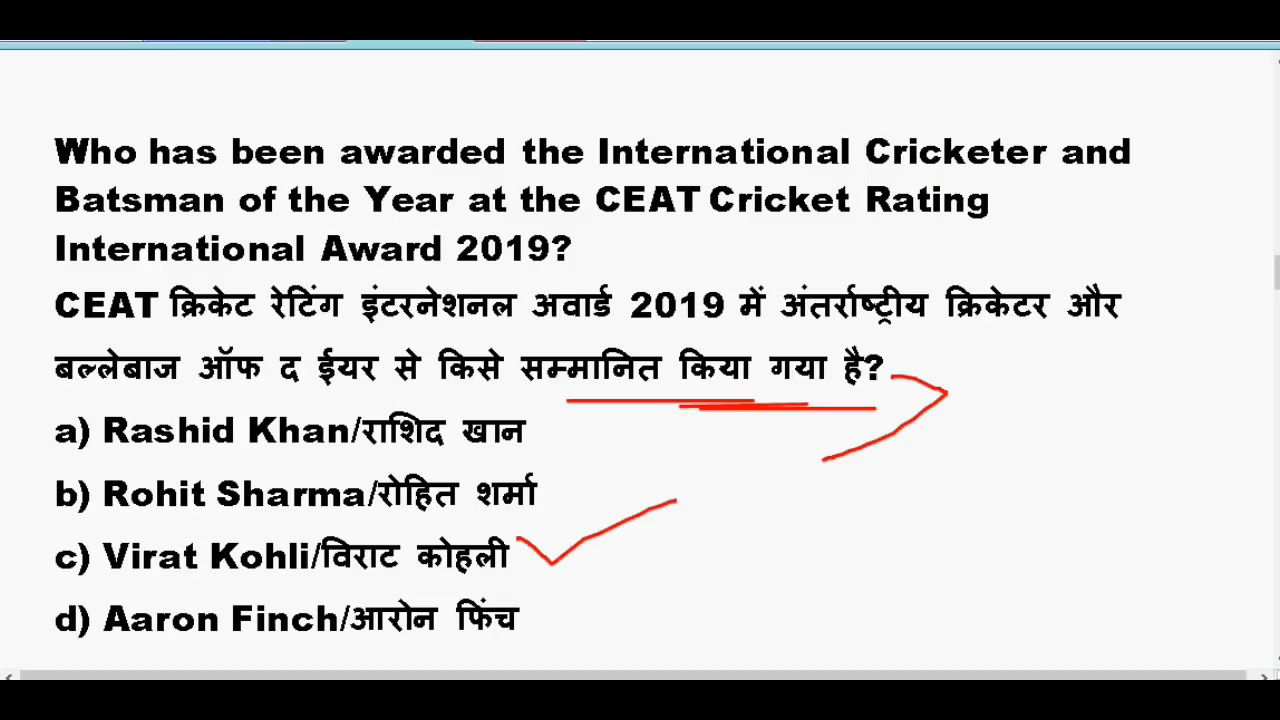 Who has been awarded the International Cricketer and
Batsman of the Year at the CEAT Cricket Rating
International Award 2019?
CEAT क्रिकेट रेटिंग इंटरनेशनल अवार्ड 2019 में अंतर्राष्ट्रीय क्रिकेटर और
बल्लेबाज ऑफ द ईयर से किसे सम्मानित किया गया है?
a) Rashid Khan/राशिद खान
b) Rohit Sharma/रोहित शर्मा
c) Virat Kohli/विराट कोहली
d) Aaron Finch/आरोन फिंच